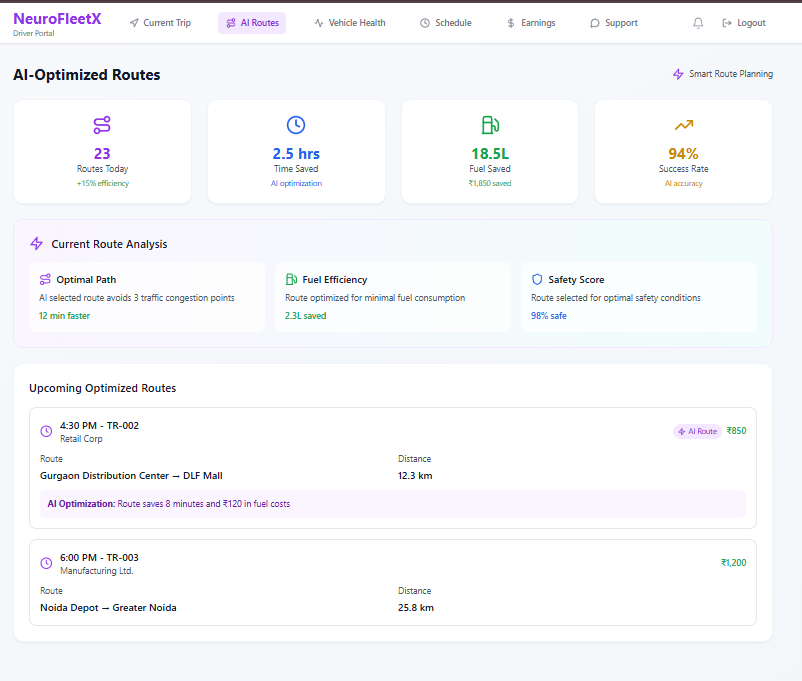 NeuroFleetX
Driver Portal
Current Trip
AI Routes
Vehicle Health
Schedule
Earnings
Support
Logout
AI-Optimized Routes
Smart Route Planning
23
Routes Today
+15% efficiency
2.5 hrs
Time Saved
AI optimization
18.5L
Fuel Saved
₹1,850 saved
94%
Success Rate
AI accuracy
Current Route Analysis
Optimal Path
AI selected route avoids 3 traffic congestion points
12 min faster
Fuel Efficiency
Route optimized for minimal fuel consumption
2.3L saved
Safety Score
Route selected for optimal safety conditions
98% safe
Upcoming Optimized Routes
4:30 PM - TR-002
Retail Corp
AI Route
₹850
Route
Gurgaon Distribution Center → DLF Mall
Distance
12.3 km
AI Optimization: Route saves 8 minutes and ₹120 in fuel costs
6:00 PM - TR-003
Manufacturing Ltd.
₹1,200
Route
Noida Depot → Greater Noida
Distance
25.8 km